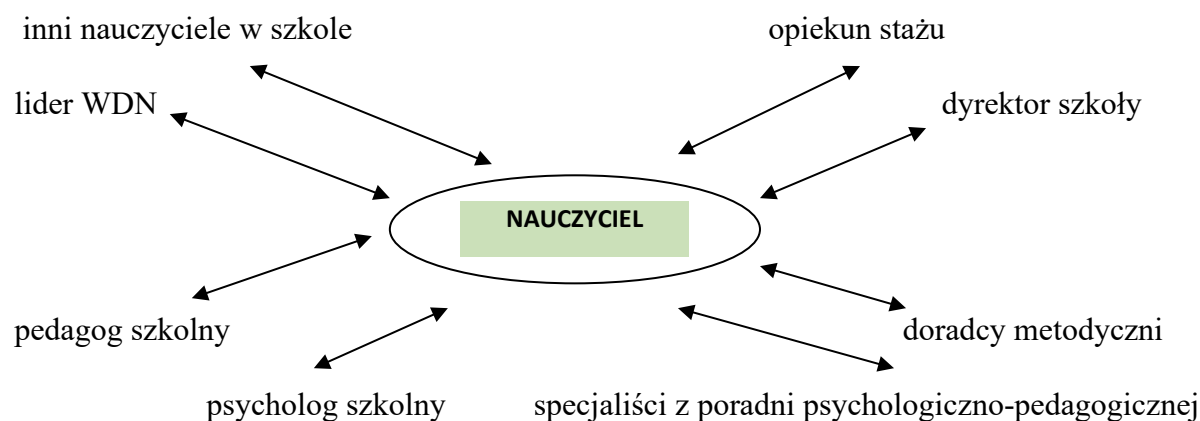 inni nauczyciele w szkole
opiekun stażu
lider WDN
dyrektor szkoły
NAUCZYCIEL
pedagog szkolny
doradcy metodyczni
psycholog szkolny
specjaliści z poradni psychologiczno-pedagogicznej